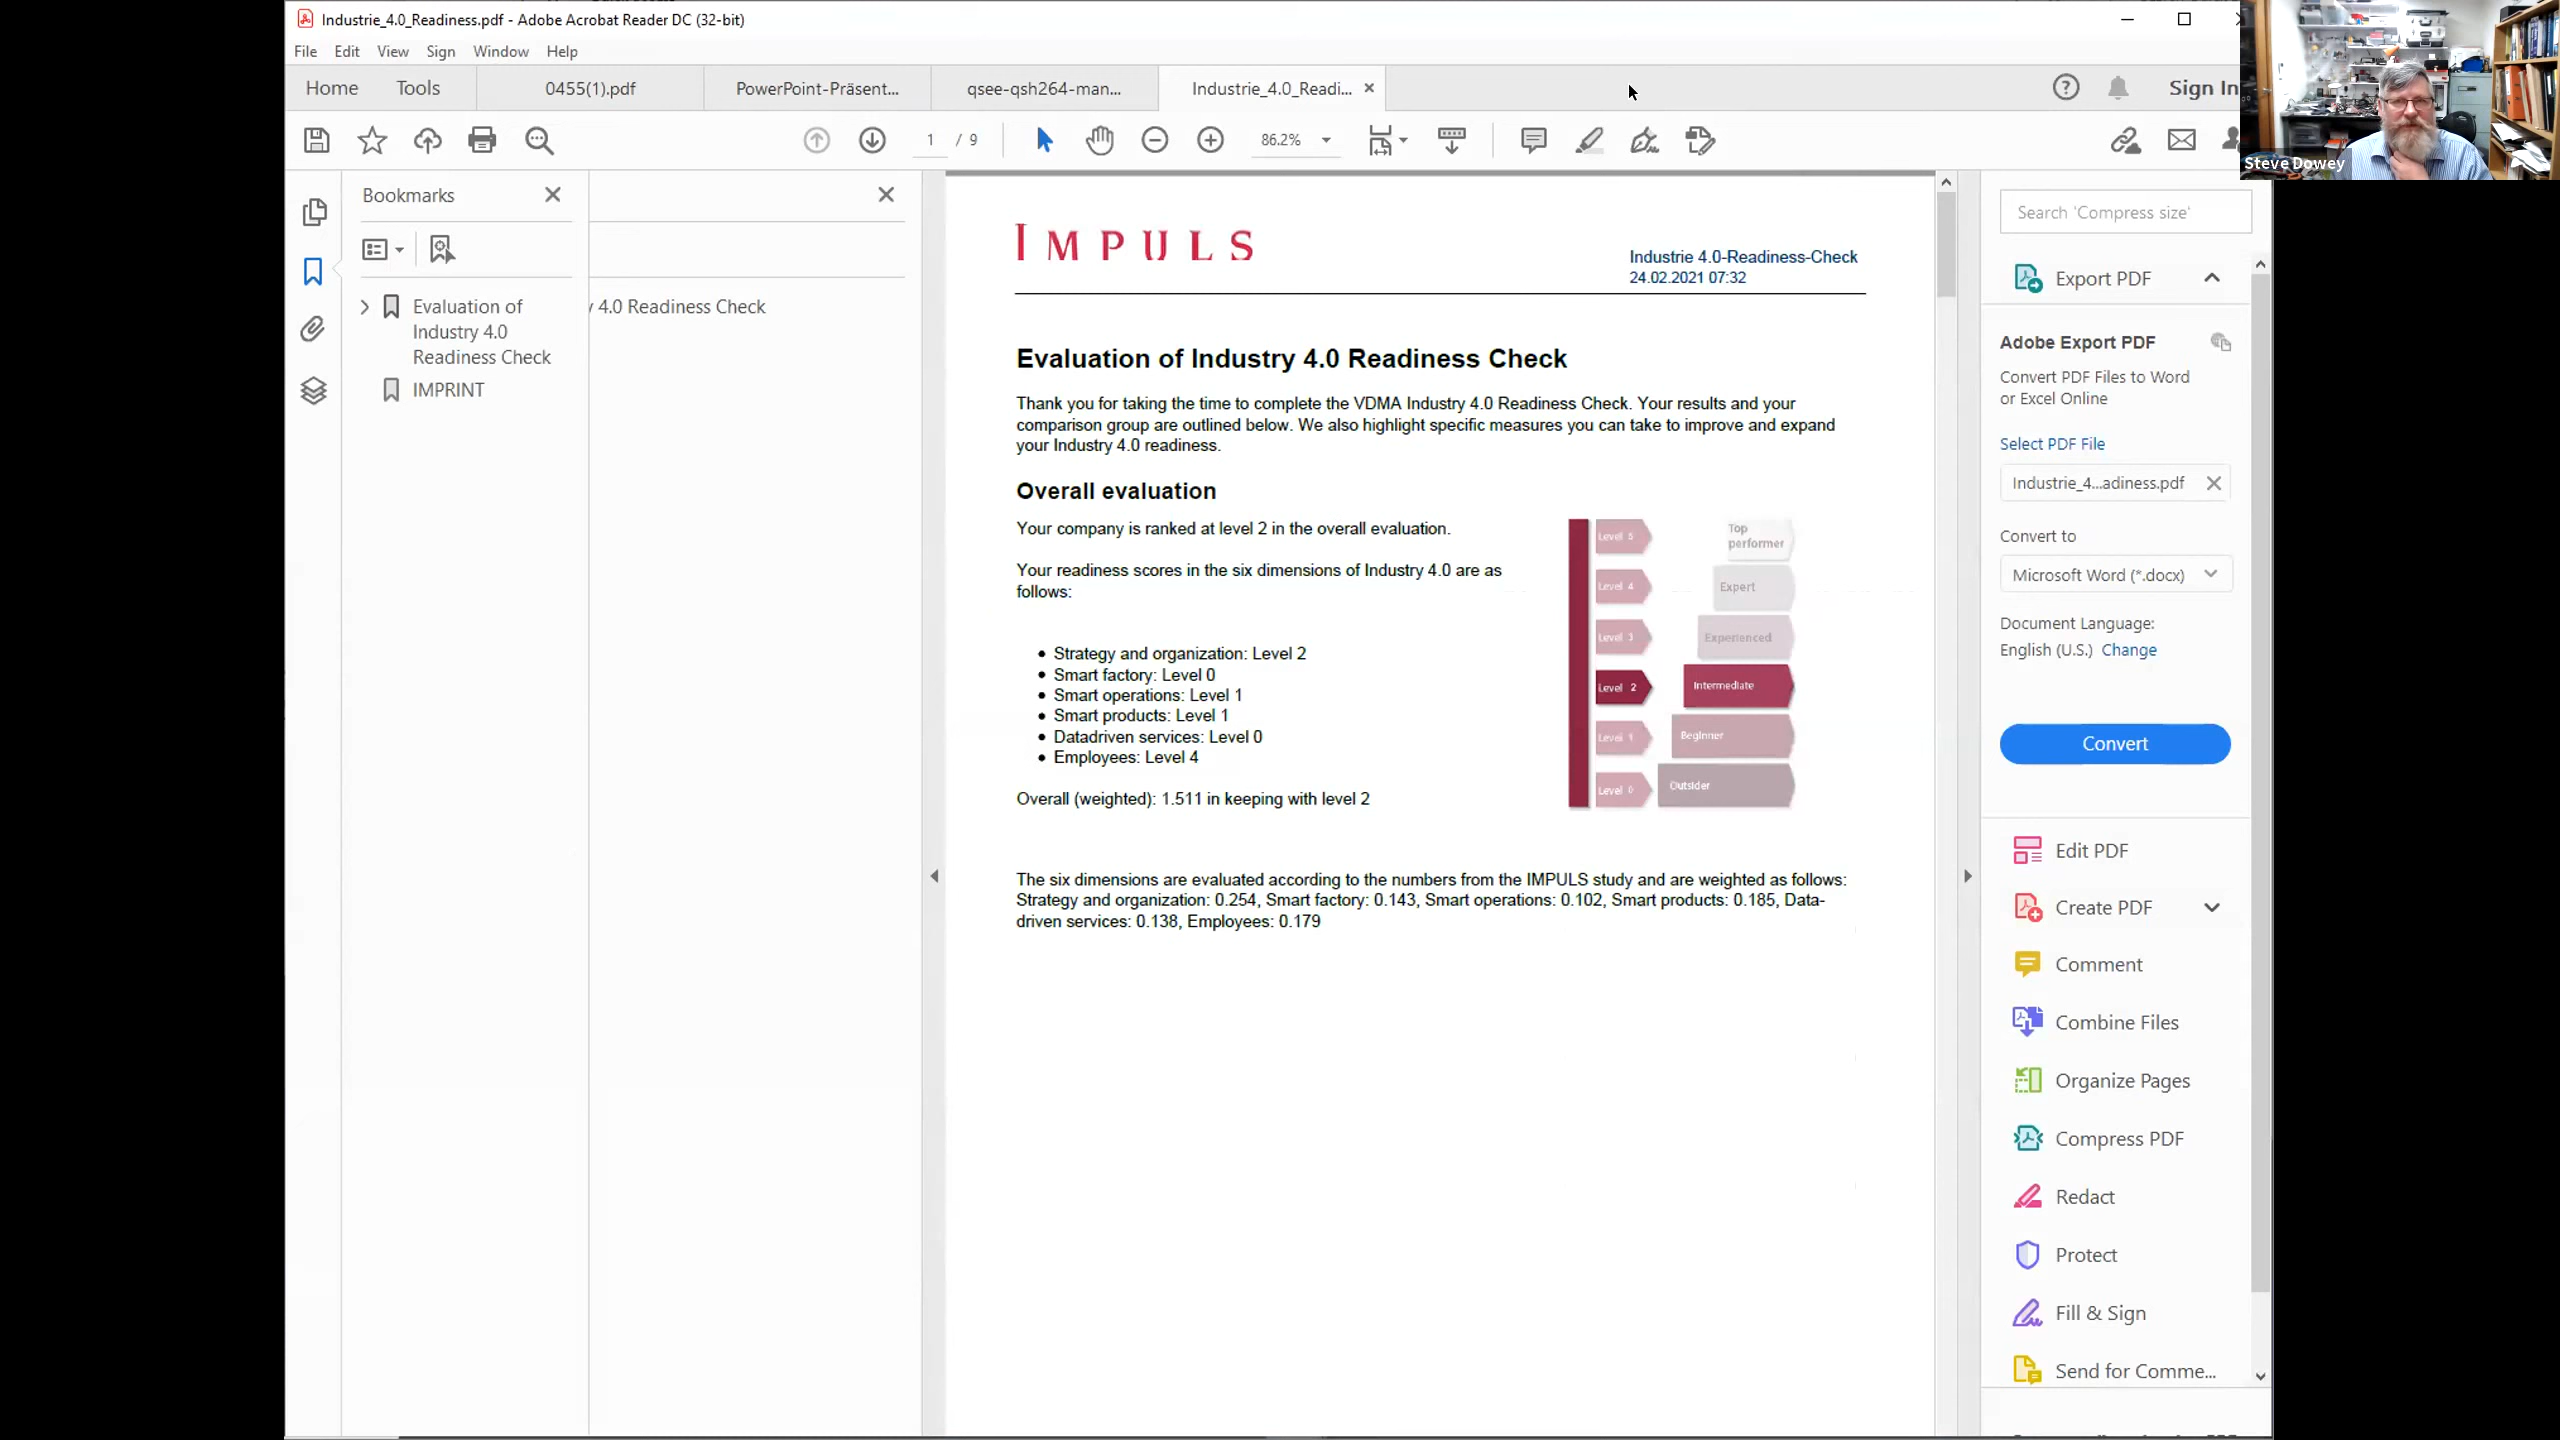 Industrie_4.0_Readiness.pdf - Adobe Acrobat Reader DC (32-bit)
File Edit View Sign Window Help
Home Tools 0455(1).pdf PowerPoint-Präsent... qsee-qsh264-man... Industrie_4.0_Readi... Sign In
1 / 9 86.2%
Steve Dowey
Bookmarks
Evaluation of
Industry 4.0
Readiness Check
IMPRINT
4.0 Readiness Check
IMPULS
Industrie 4.0-Readiness-Check
24.02.2021 07:32
Evaluation of Industry 4.0 Readiness Check
Thank you for taking the time to complete the VDMA Industry 4.0 Readiness Check. Your results and your
comparison group are outlined below. We also highlight specific measures you can take to improve and expand
your Industry 4.0 readiness.
Overall evaluation
Your company is ranked at level 2 in the overall evaluation.
Your readiness scores in the six dimensions of Industry 4.0 are as
follows:
• Strategy and organization: Level 2
• Smart factory: Level 0
• Smart operations: Level 1
• Smart products: Level 1
• Datadriven services: Level 0
• Employees: Level 4
Overall (weighted): 1.511 in keeping with level 2
Level 5 Top
performer
Level 4 Expert
Level 3 Experienced
Level 2 Intermediate
Level 1 Beginner
Level 0 Outsider
The six dimensions are evaluated according to the numbers from the IMPULS study and are weighted as follows:
Strategy and organization: 0.254, Smart factory: 0.143, Smart operations: 0.102, Smart products: 0.185, Data-
driven services: 0.138, Employees: 0.179
Search 'Compress size'
Export PDF
Adobe Export PDF
Convert PDF Files to Word
or Excel Online
Select PDF File
Industrie_4...adiness.pdf
Convert to
Microsoft Word (*.docx)
Document Language:
English (U.S.) Change
Convert
Edit PDF
Create PDF
Comment
Combine Files
Organize Pages
Compress PDF
Redact
Protect
Fill & Sign
Send for Comme...